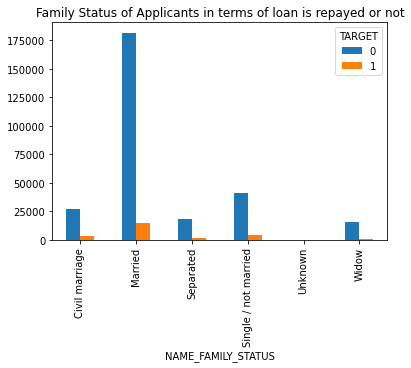 Family Status of Applicants in terms of loan is repayed or not
TARGET
0
1
175000
150000
125000
100000
75000
50000
25000
0
Civil marriage
Married
Separated
Single / not married
Unknown
Widow
NAME_FAMILY_STATUS